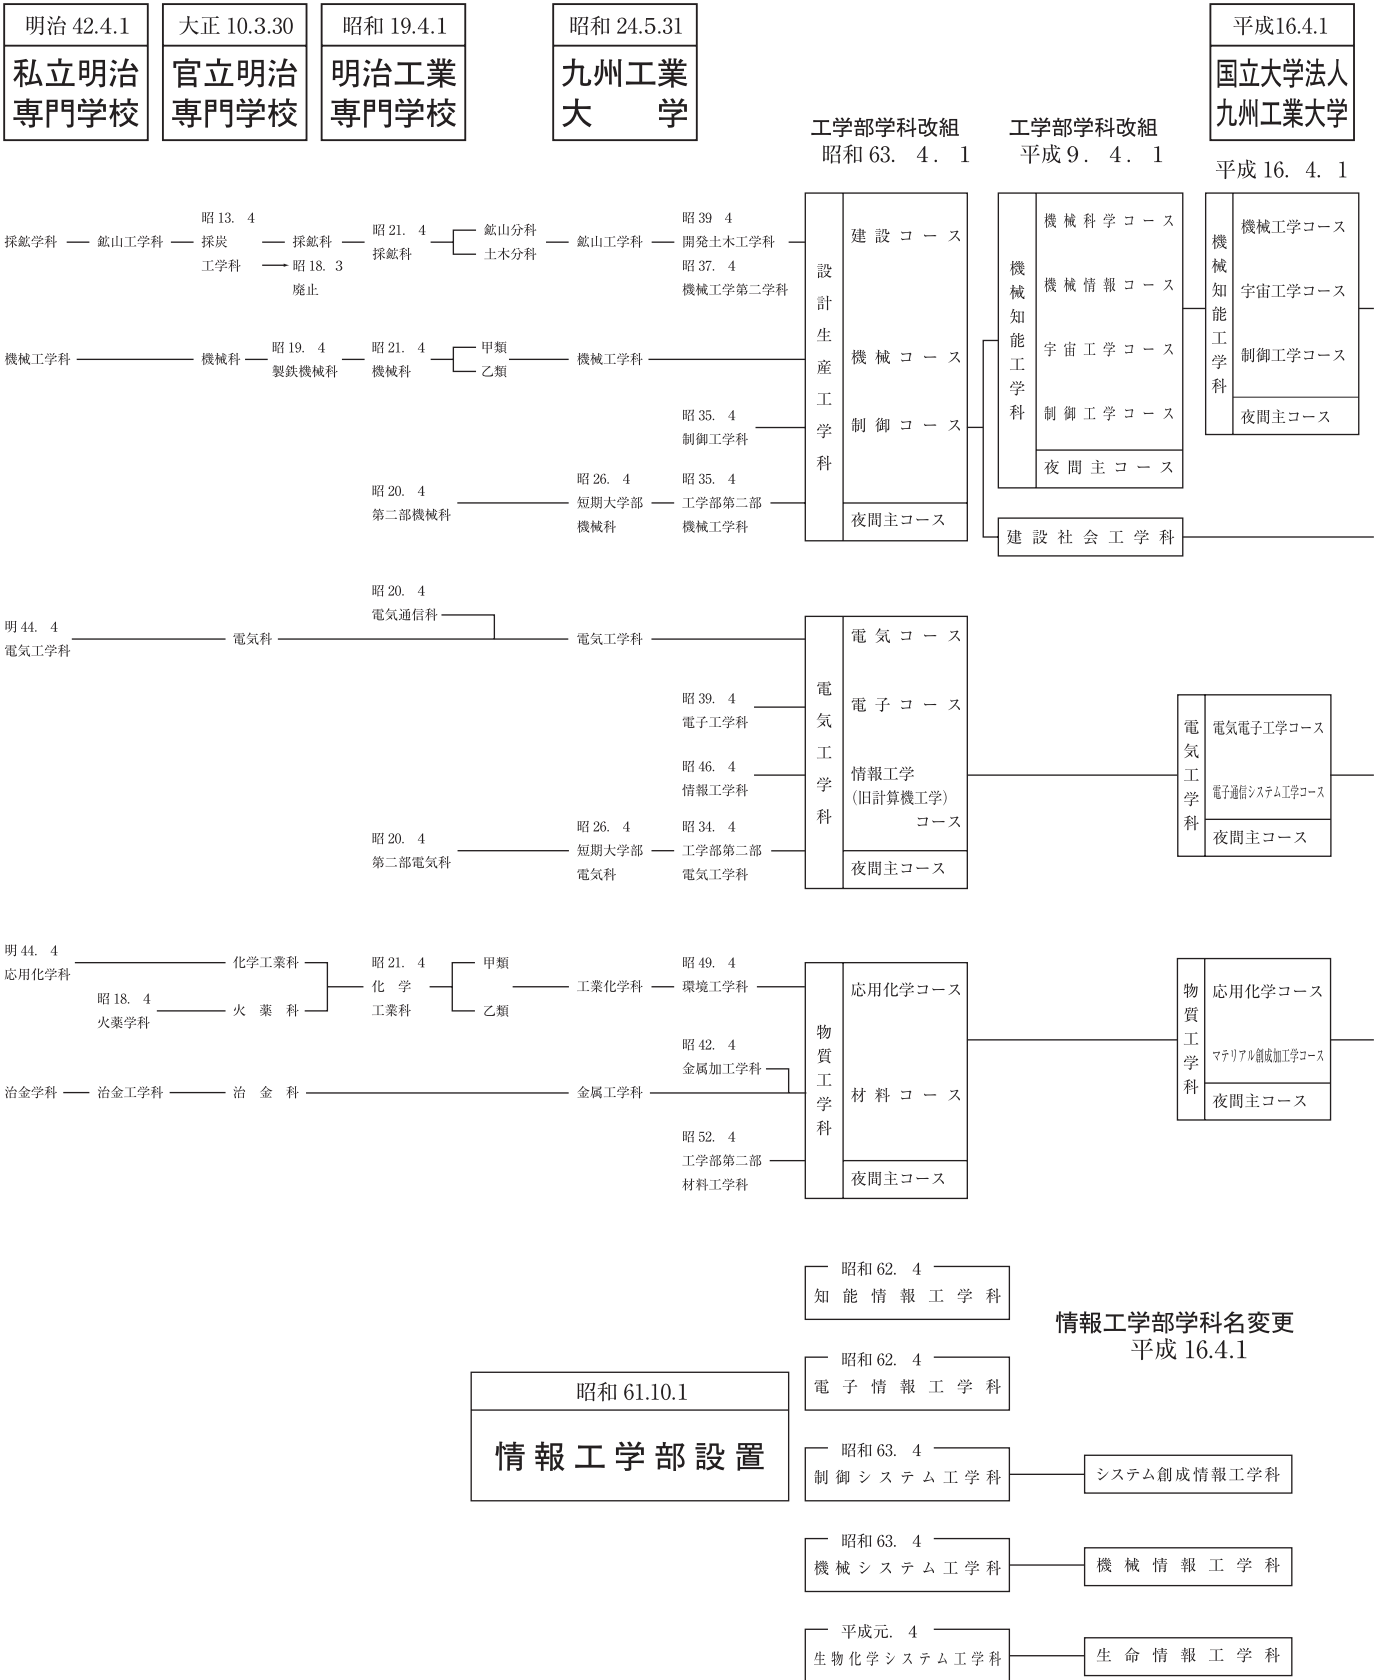 明治 42.4.1
私立明治
専門学校
大正 10.3.30
官立明治
専門学校
昭和 19.4.1
明治工業
専門学校
昭和 24.5.31
九州工業
大　学
平成16.4.1
国立大学法人
九州工業大学
工学部学科改組
昭和 63. 4. 1
工学部学科改組
平成 9. 4. 1
平成 16. 4. 1
採鉱学科
鉱山工学科
昭 13. 4
採炭
工学科
採鉱科
昭 18. 3
廃止
昭 21. 4
採鉱科
鉱山分科
土木分科
鉱山工学科
昭 39 4
開発土木工学科
昭 37. 4
機械工学第二学科
機械工学科
機械科
昭 19. 4
製鉄機械科
昭 21. 4
機械科
甲類
乙類
機械工学科
昭 35. 4
制御工学科
昭 20. 4
第二部機械科
昭 26. 4
短期大学部
機械科
昭 35. 4
工学部第二部
機械工学科
設計生産工学科
建設コース
機械コース
制御コース
夜間主コース
機械知能工学科
機械科学コース
機械情報コース
宇宙工学コース
制御工学コース
夜間主コース
建設社会工学科
機械知能工学科
機械工学コース
宇宙工学コース
制御工学コース
夜間主コース
明 44. 4
電気工学科
電気科
昭 20. 4
電気通信科
電気工学科
昭 39. 4
電子工学科
昭 46. 4
情報工学科
昭 20. 4
第二部電気科
昭 26. 4
短期大学部
電気科
昭 34. 4
工学部第二部
電気工学科
電気工学科
電気コース
電子コース
情報工学
（旧計算機工学）
コース
夜間主コース
電気工学科
電気電子工学コース
電子通信システム工学コース
夜間主コース
明 44. 4
応用化学科
昭 18. 4
火薬学科
化学工業科
火薬科
昭 21. 4
化学
工業科
甲類
乙類
工業化学科
昭 49. 4
環境工学科
昭 42. 4
金属加工学科
冶金学科
冶金工学科
冶金科
金属工学科
昭 52. 4
工学部第二部
材料工学科
物質工学科
応用化学コース
材料コース
夜間主コース
物質工学科
応用化学コース
マテリアル創成加工学コース
夜間主コース
昭和 61.10.1
情報工学部設置
昭和 62. 4
知能情報工学科
昭和 62. 4
電子情報工学科
昭和 63. 4
制御システム工学科
昭和 63. 4
機械システム工学科
平成元. 4
生物化学システム工学科
情報工学部学科名変更
平成 16.4.1
システム創成情報工学科
機械情報工学科
生命情報工学科